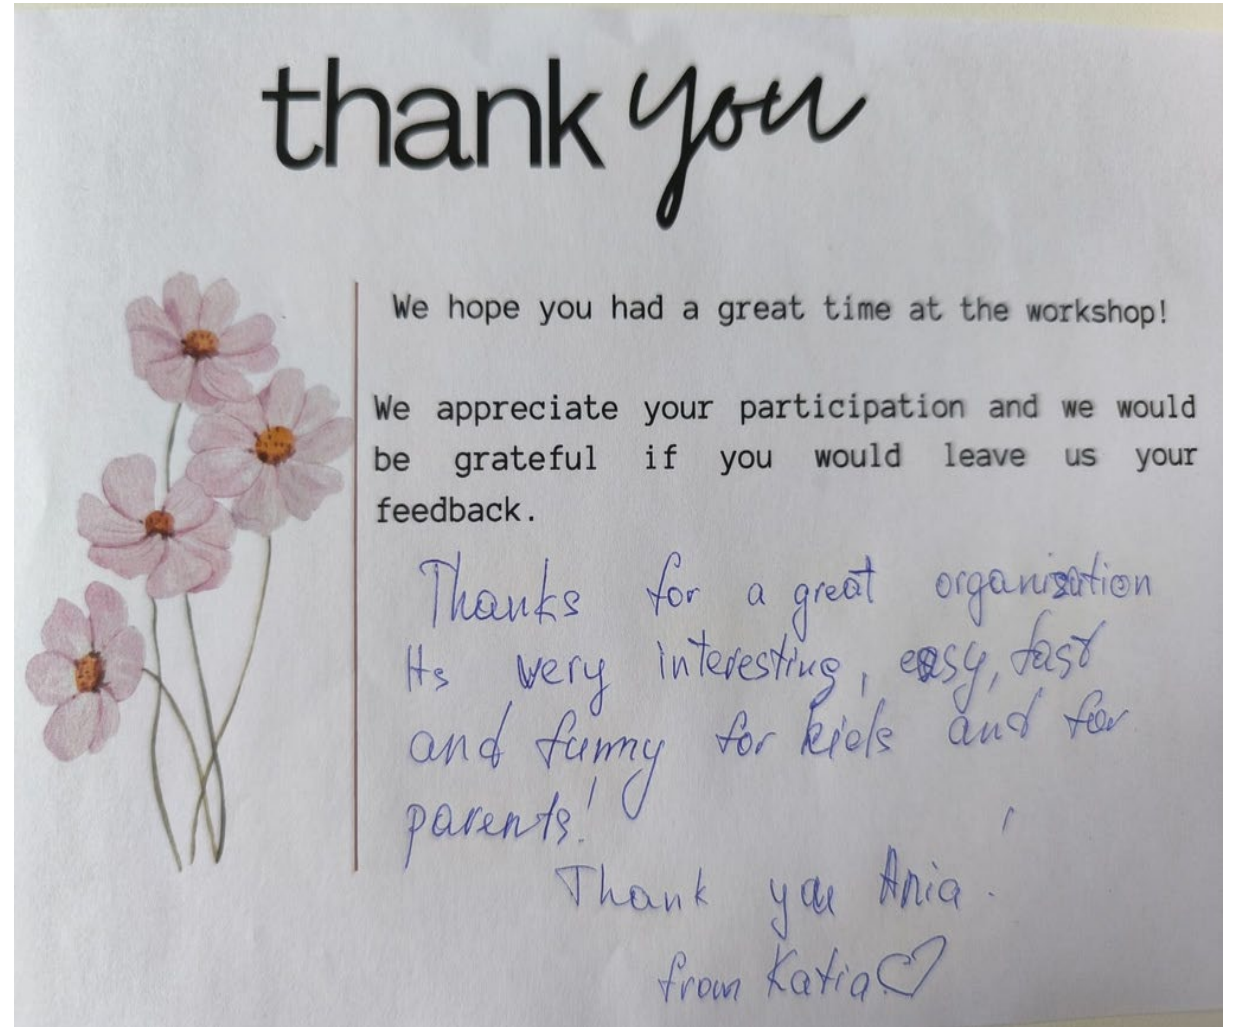 thank you
We hope you had a great time at the workshop!
We appreciate your participation and we would
be grateful if you would leave us your
feedback.
Thanks for a great organisation
Its very interesting, easy, fast
and funny for kids and for
parents!
Thank you Ania!
from Katia♡